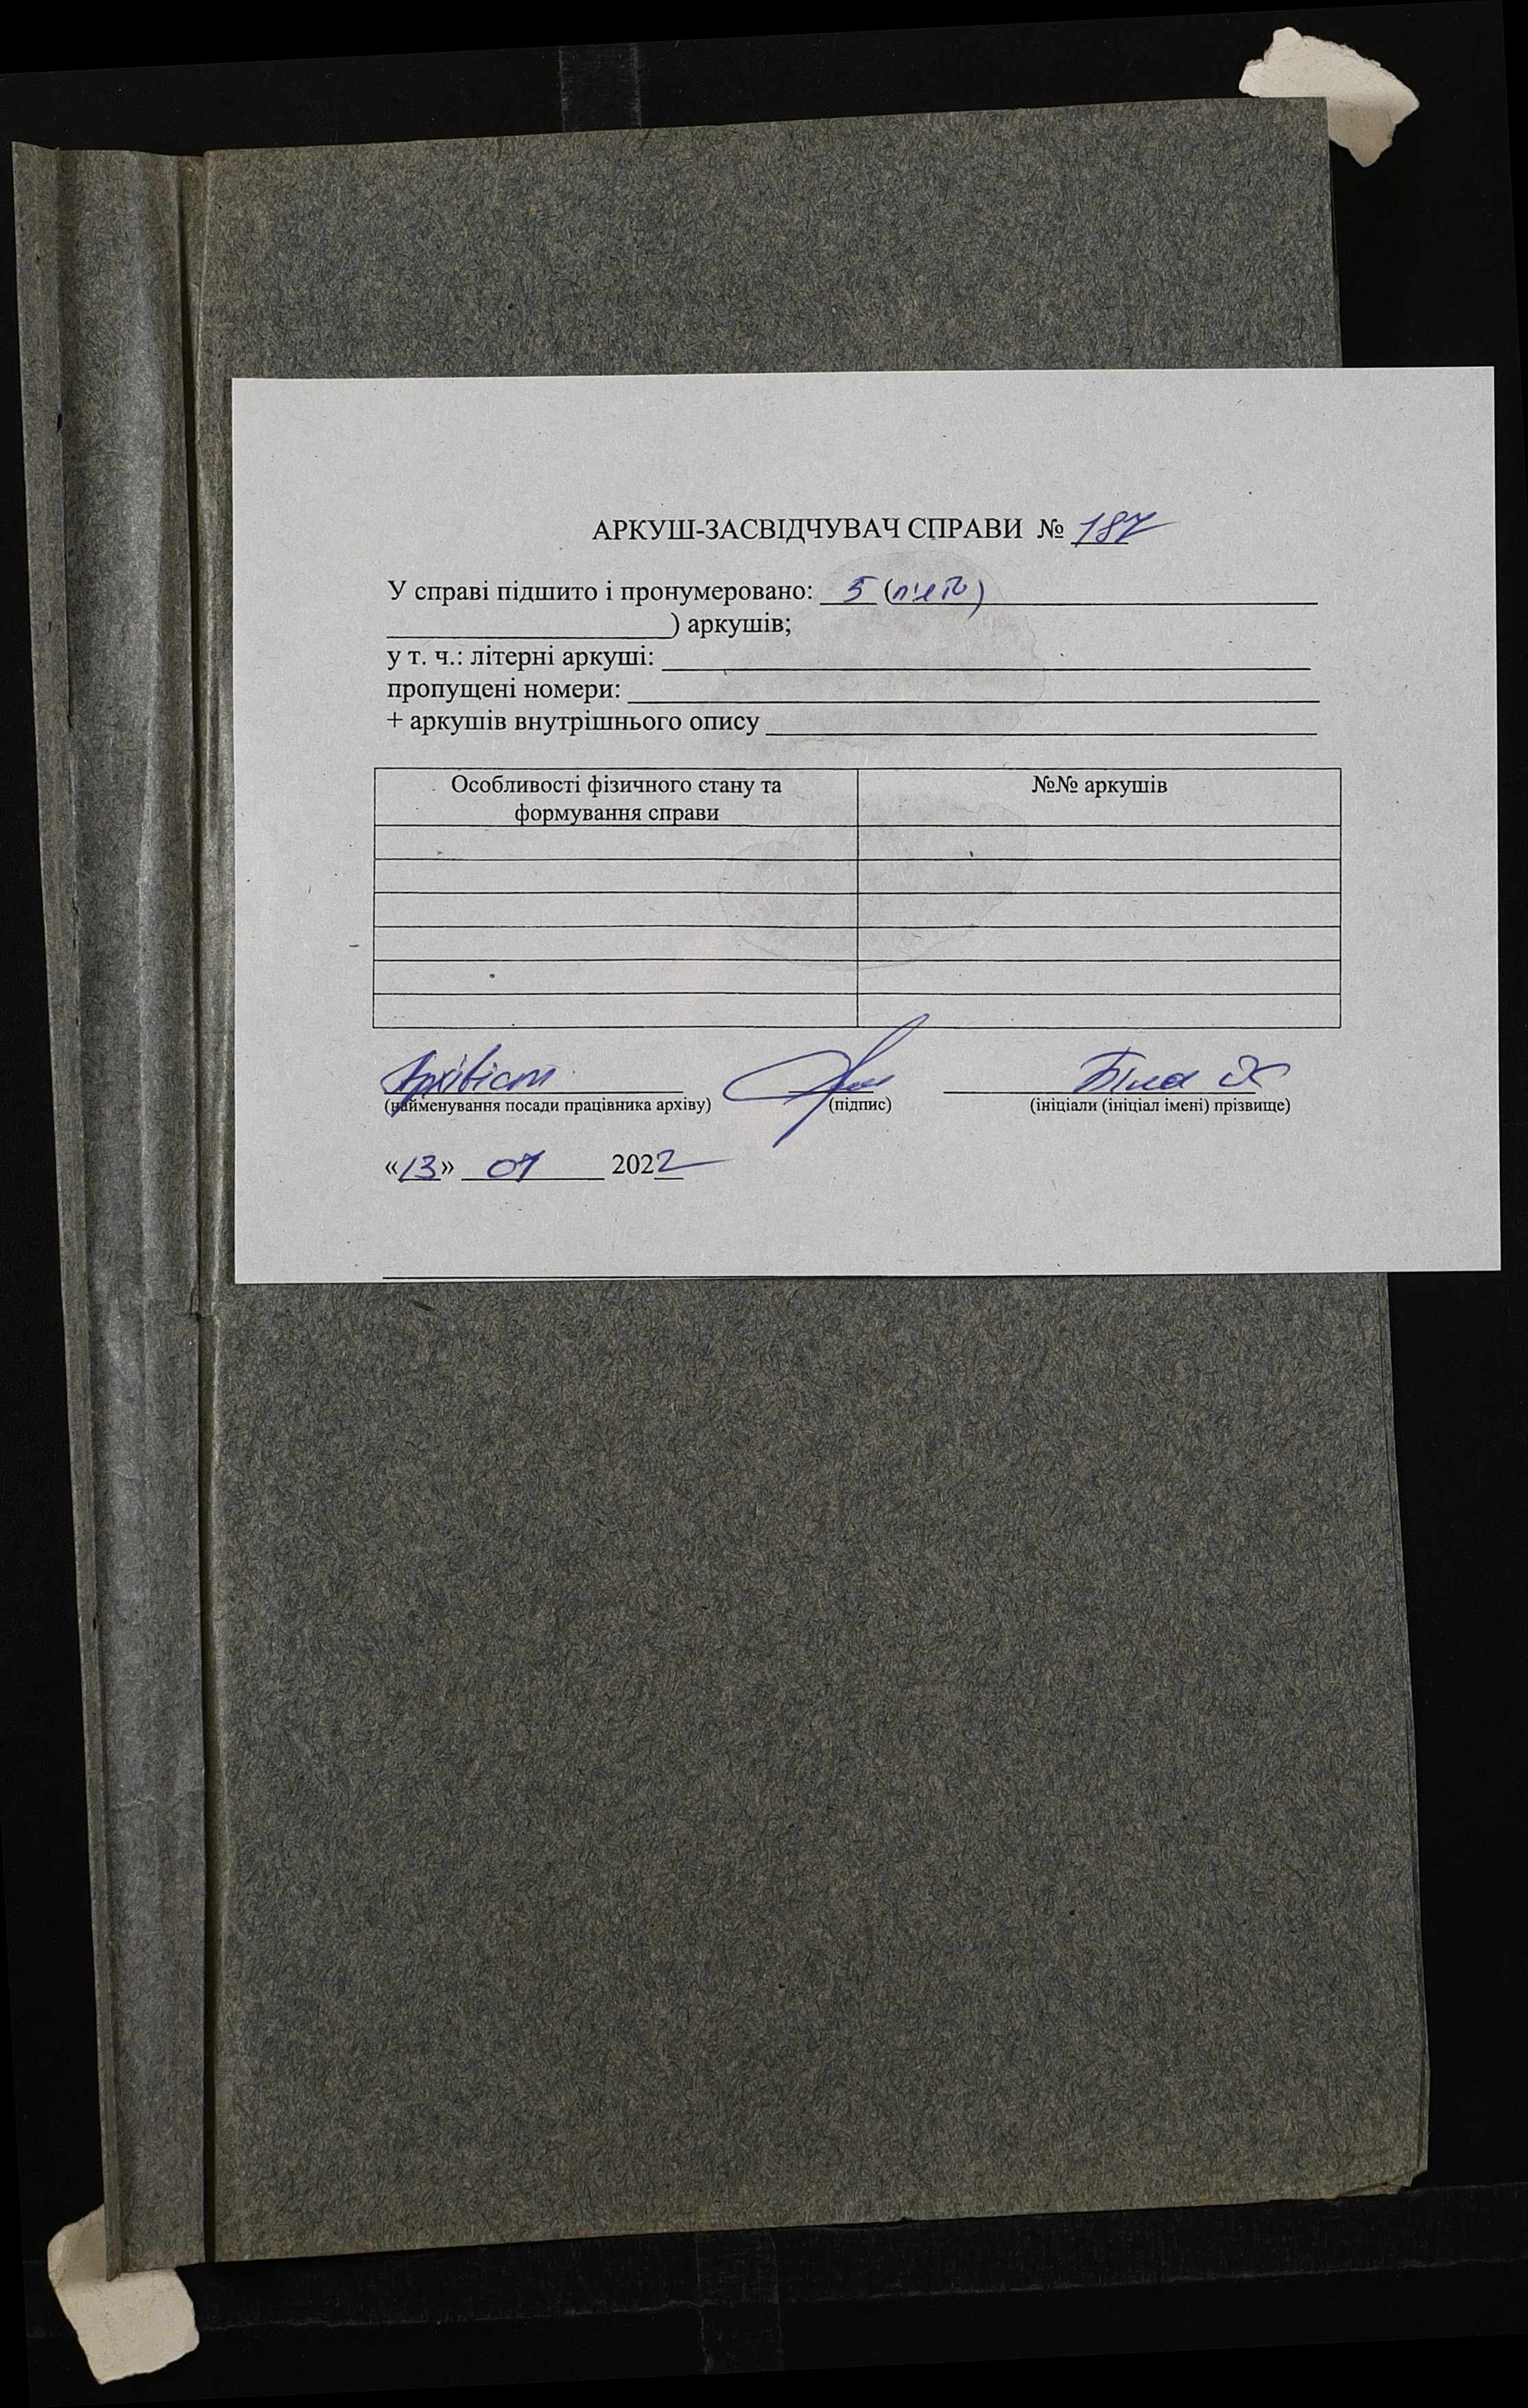 АРКУШ-ЗАСВІДЧУВАЧ СПРАВИ № 187
У справі підшито і пронумеровано: 5 (п'ять)
) аркушів;
у т. ч.: літерні аркуші:
пропущені номери:
+ аркушів внутрішнього опису
Особливості фізичного стану та формування справи №№ аркушів
Архівіст Біла
(найменування посади працівника архіву) (підпис) (ініціали (ініціал імені) прізвище)
«13» 07 2022